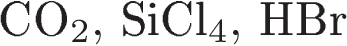 CO₂, SiCl₄, HBr